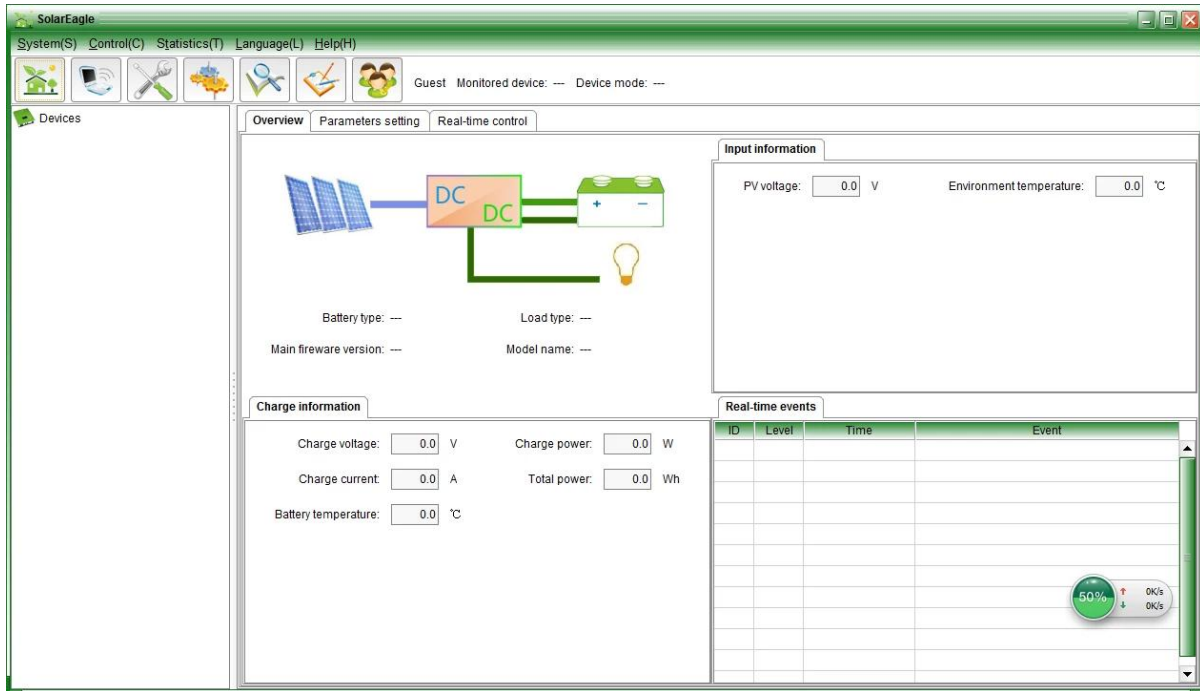 SolarEagle
System(S) Control(C) Statistics(T) Language(L) Help(H)
Guest Monitored device: --- Device mode: ---
Devices
Overview Parameters setting Real-time control
DC
DC
+ −
Battery type: --- Load type: ---
Main fireware version: --- Model name: ---
Input information
PV voltage: 0.0 V Environment temperature: 0.0 ℃
Charge information
Charge voltage: 0.0 V Charge power: 0.0 W
Charge current: 0.0 A Total power: 0.0 Wh
Battery temperature: 0.0 ℃
Real-time events
ID Level Time Event
50% ↑ 0K/s
↓ 0K/s